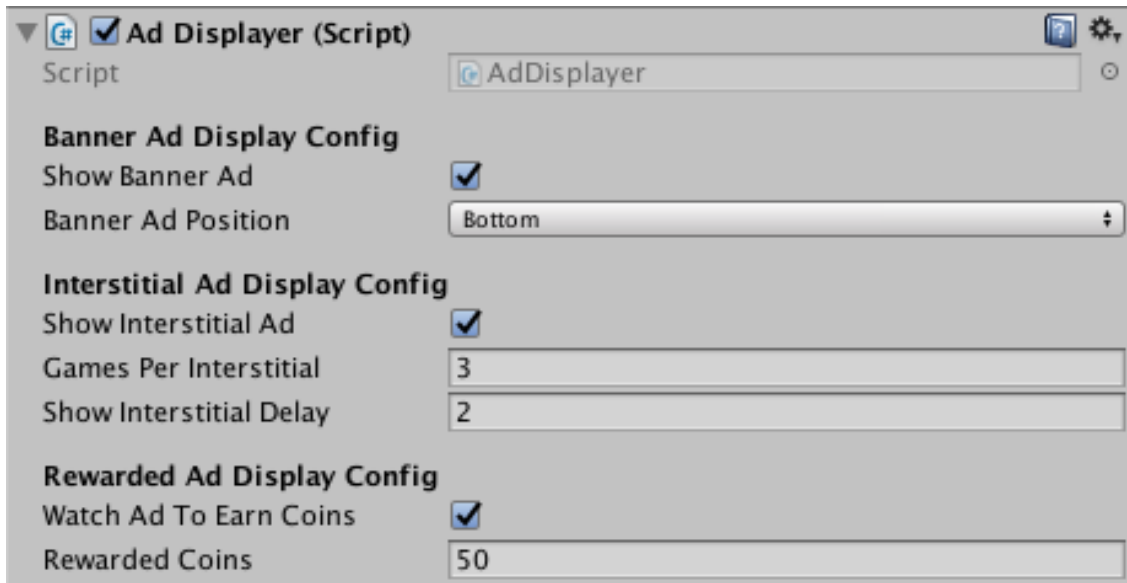 Ad Displayer (Script)
Script AdDisplayer
Banner Ad Display Config
Show Banner Ad
Banner Ad Position Bottom
Interstitial Ad Display Config
Show Interstitial Ad
Games Per Interstitial 3
Show Interstitial Delay 2
Rewarded Ad Display Config
Watch Ad To Earn Coins
Rewarded Coins 50